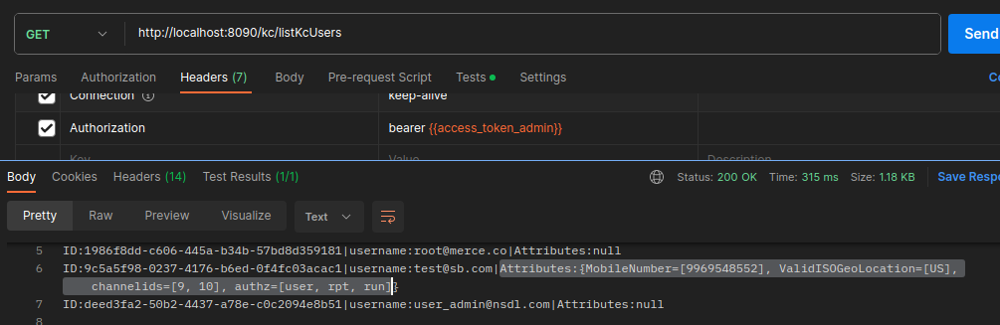 GET http://localhost:8090/kc/listKcUsers Send
Params Authorization Headers (7) Body Pre-request Script Tests Settings Co
Connection keep-alive
Authorization bearer {{access_token_admin}}
Key Value Description
Body Cookies Headers (14) Test Results (1/1) Status: 200 OK Time: 315 ms Size: 1.18 KB Save Respo
Pretty Raw Preview Visualize Text
5 ID:1986f8dd-c606-445a-b34b-57bd8d359181|username:root@merce.co|Attributes:null
6 ID:9c5a5f98-0237-4176-b6ed-0f4fc03acac1|username:test@sb.com|Attributes:{MobileNumber=[9969548552], ValidISOGeoLocation=[US],
channelids=[9, 10], authz=[user, rpt, run]}
7 ID:deed3fa2-50b2-4437-a78e-c0c2094e8b51|username:user_admin@nsdl.com|Attributes:null
8